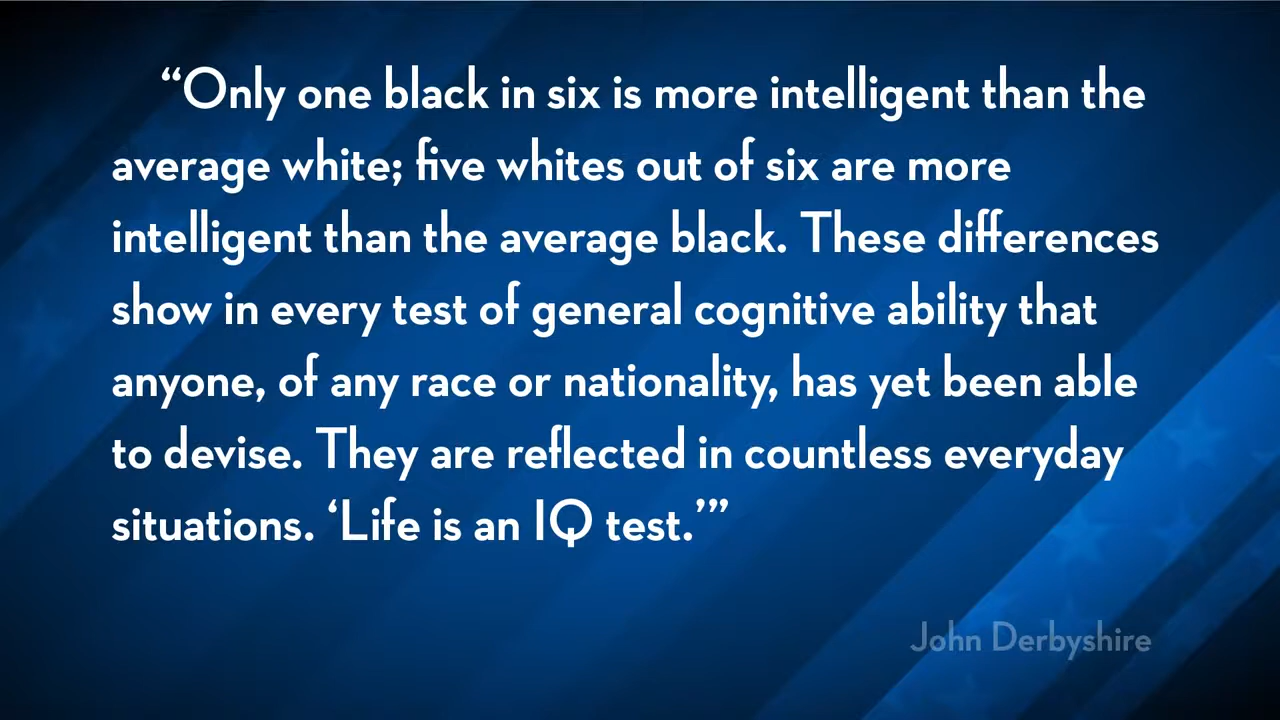 “Only one black in six is more intelligent than the
average white; five whites out of six are more
intelligent than the average black. These differences
show in every test of general cognitive ability that
anyone, of any race or nationality, has yet been able
to devise. They are reflected in countless everyday
situations. ‘Life is an IQ test.’”
John Derbyshire